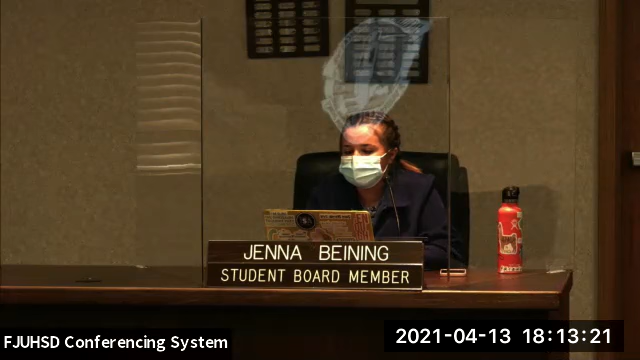 JENNA BEINING
STUDENT BOARD MEMBER
FJUHSD Conferencing System
2021-04-13 18:13:21